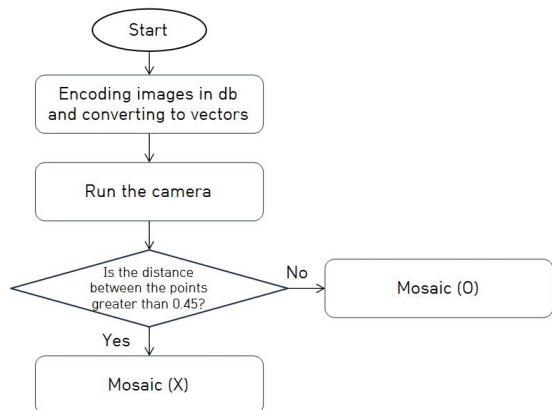 Start
Encoding images in db
and converting to vectors
Run the camera
Is the distance
between the points
greater than 0.45?
No
Mosaic (O)
Yes
Mosaic (X)